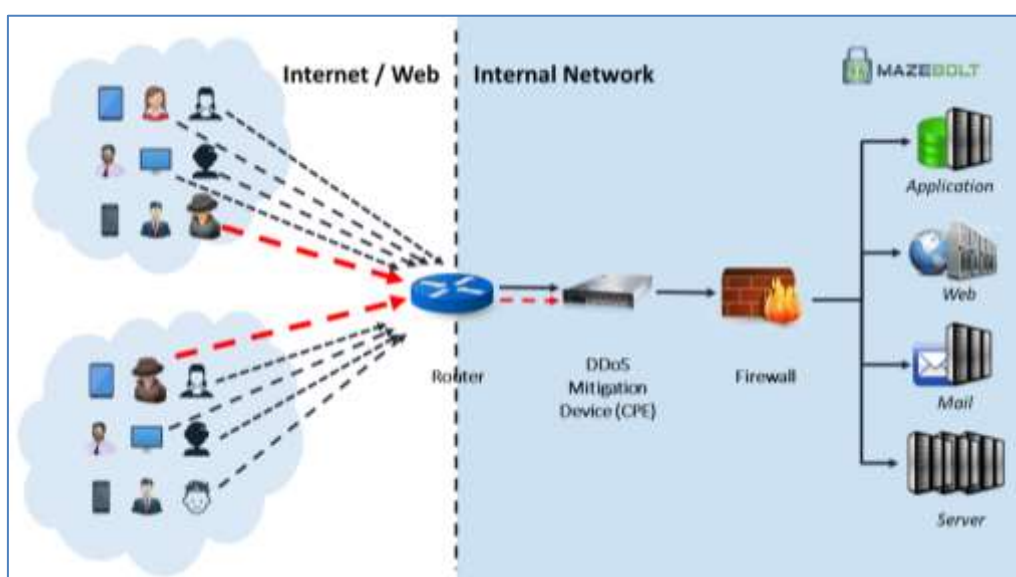 Internet / Web
Internal Network
MAZEBOLT
Application
Web
Mail
Server
Router
DDoS
Mitigation
Device (CPE)
Firewall